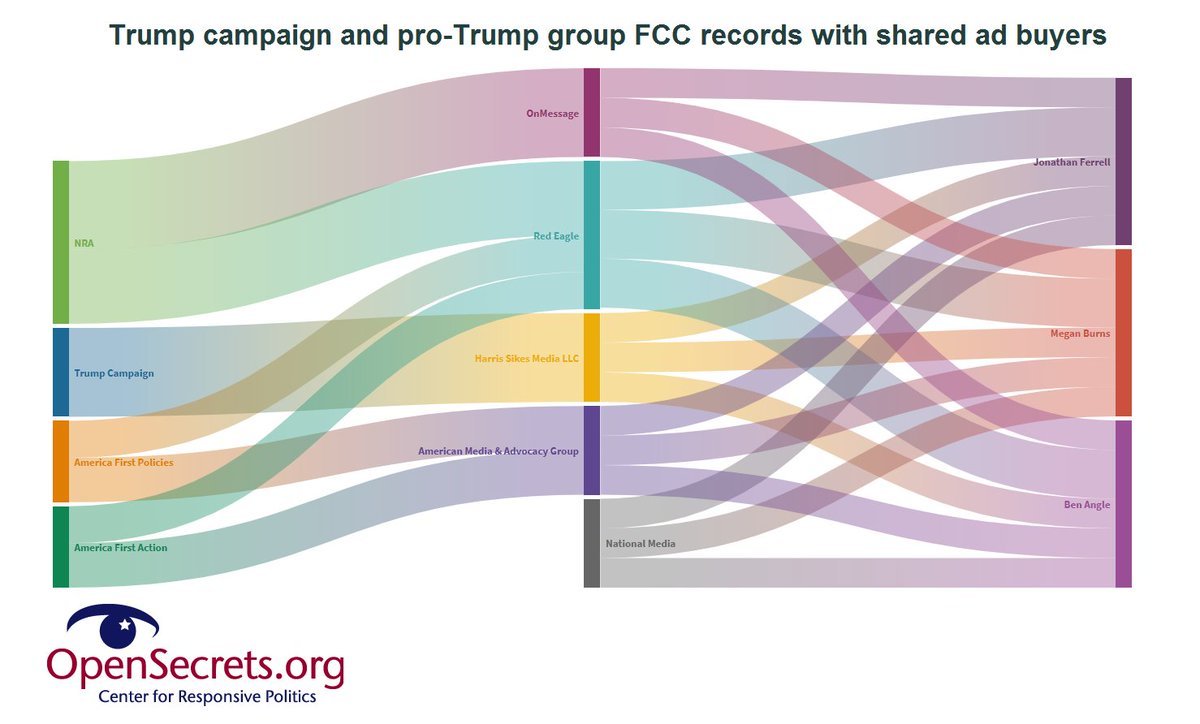 Trump campaign and pro-Trump group FCC records with shared ad buyers
OnMessage
Jonathan Ferrell
NRA
Red Eagle
Megan Burns
Harris Sikes Media LLC
Trump Campaign
American Media & Advocacy Group
America First Policies
Ben Angle
National Media
America First Action
OpenSecrets.org
Center for Responsive Politics